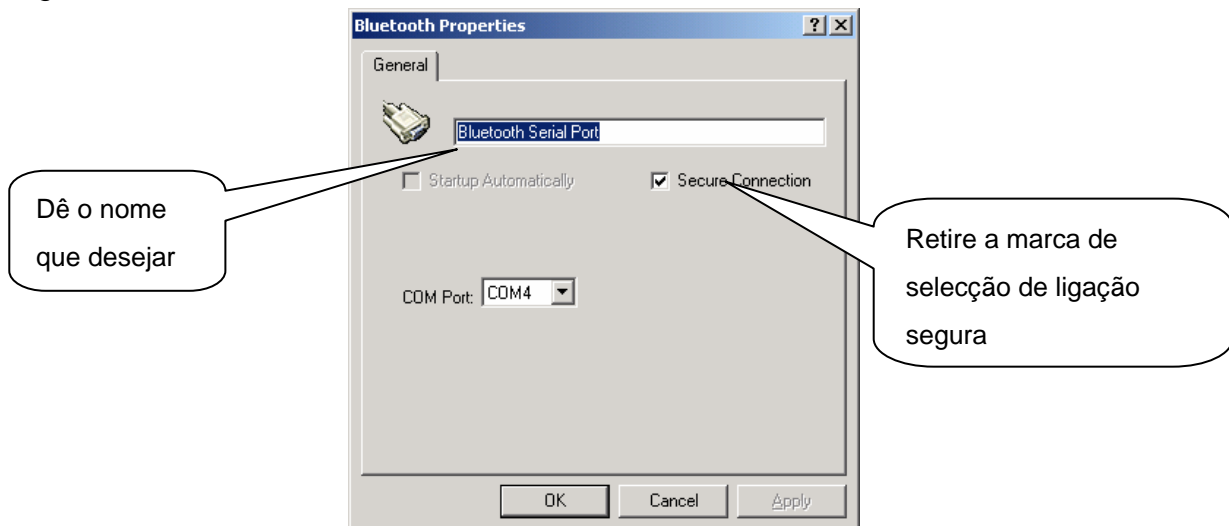 Bluetooth Properties
General
Bluetooth Serial Port
Startup Automatically
Secure Connection
Dê o nome
que desejar
Retire a marca de
selecção de ligação
segura
COM Port: COM4
OK Cancel Apply